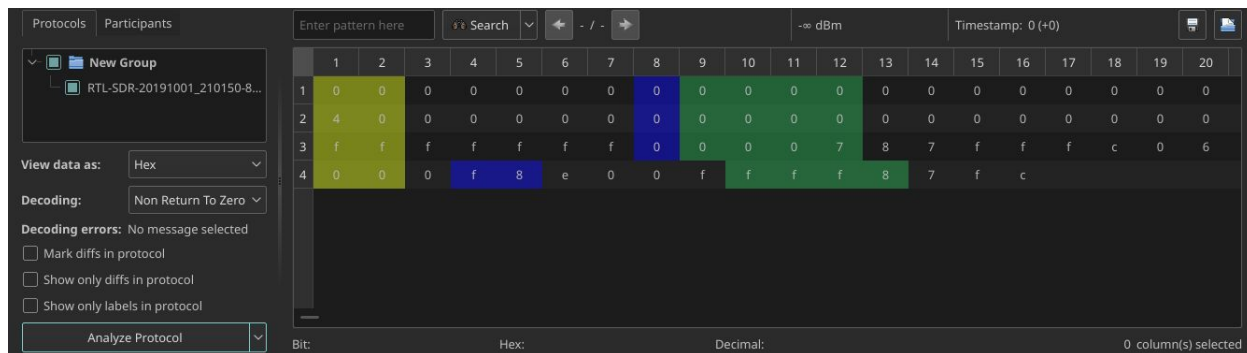 Protocols Participants
Enter pattern here Search - / - -∞ dBm Timestamp: 0 (+0)
New Group
RTL-SDR-20191001_210150-8...
View data as: Hex
Decoding: Non Return To Zero
Decoding errors: No message selected
Mark diffs in protocol
Show only diffs in protocol
Show only labels in protocol
Analyze Protocol
1 2 3 4 5 6 7 8 9 10 11 12 13 14 15 16 17 18 19 20
1 0 0 0 0 0 0 0 0 0 0 0 0 0 0 0 0 0 0 0 0
2 4 0 0 0 0 0 0 0 0 0 0 0 0 0 0 0 0 0 0 0
3 f f f f f f f 0 0 0 0 7 8 7 f f f c 0 6
4 0 0 0 f 8 e 0 0 f f f f 8 7 f c
Bit: Hex: Decimal: 0 column(s) selected